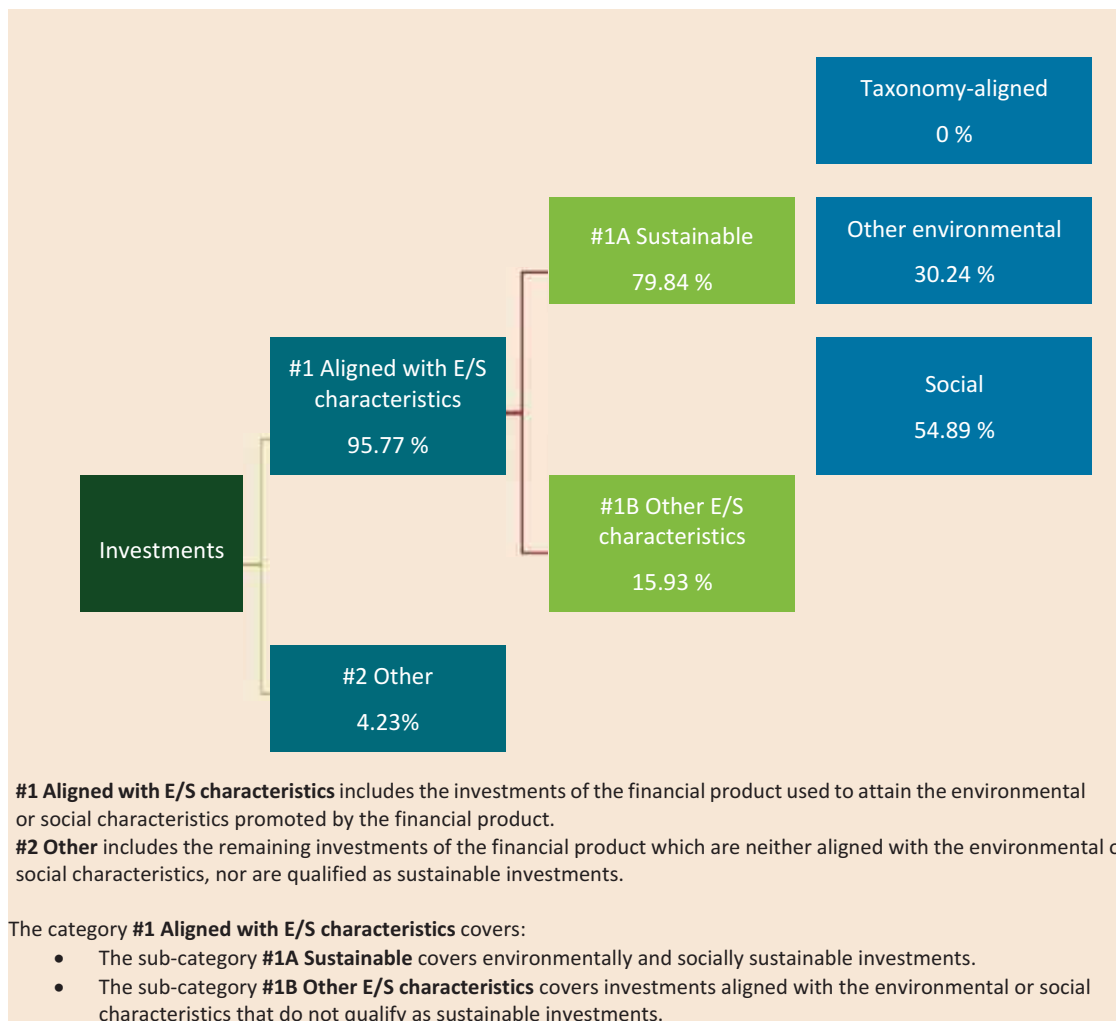 Taxonomy-aligned
0 %
#1A Sustainable
79.84 %
Other environmental
30.24 %
#1 Aligned with E/S
characteristics
95.77 %
Social
54.89 %
Investments
#1B Other E/S
characteristics
15.93 %
#2 Other
4.23%
#1 Aligned with E/S characteristics includes the investments of the financial product used to attain the environmental
or social characteristics promoted by the financial product.
#2 Other includes the remaining investments of the financial product which are neither aligned with the environmental
social characteristics, nor are qualified as sustainable investments.
The category #1 Aligned with E/S characteristics covers:
• The sub-category #1A Sustainable covers environmentally and socially sustainable investments.
• The sub-category #1B Other E/S characteristics covers investments aligned with the environmental or social
characteristics that do not qualify as sustainable investments.